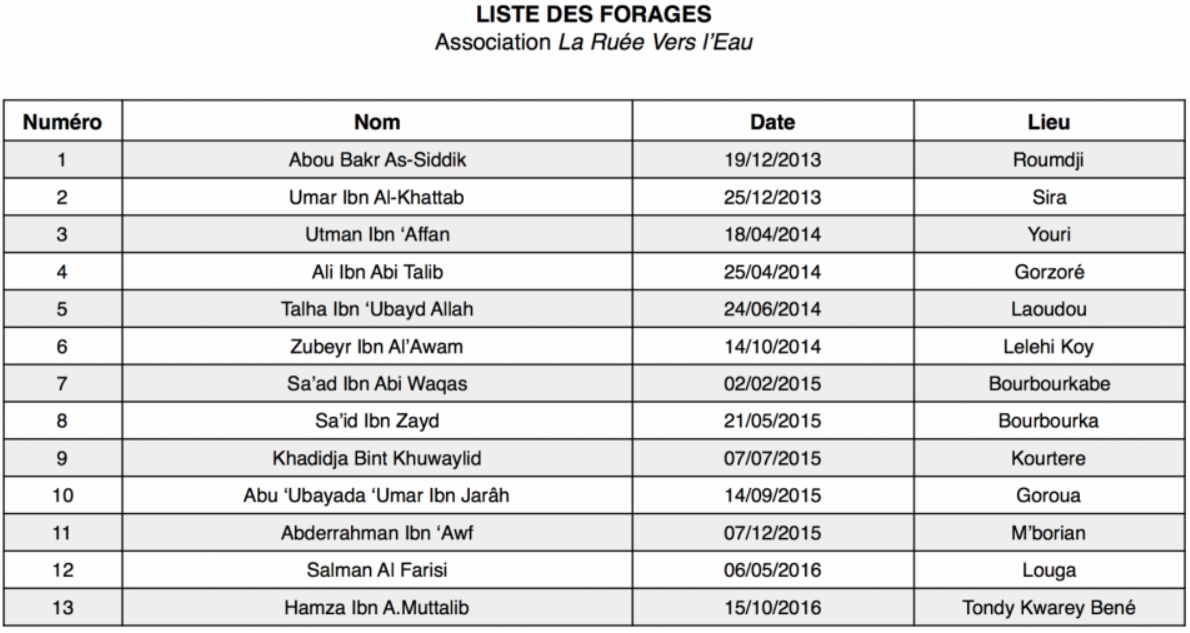 LISTE DES FORAGES
Association La Ruée Vers l’Eau
Numéro Nom Date Lieu
1 Abou Bakr As-Siddik 19/12/2013 Roumdji
2 Umar Ibn Al-Khattab 25/12/2013 Sira
3 Utman Ibn ‘Affan 18/04/2014 Youri
4 Ali Ibn Abi Talib 25/04/2014 Gorzoré
5 Talha Ibn ‘Ubayd Allah 24/06/2014 Laoudou
6 Zubeyr Ibn Al’Awam 14/10/2014 Lelehi Koy
7 Sa’ad Ibn Abi Waqas 02/02/2015 Bourbourkabe
8 Sa’id Ibn Zayd 21/05/2015 Bourbourka
9 Khadidja Bint Khuwaylid 07/07/2015 Kourtere
10 Abu ‘Ubayada ‘Umar Ibn Jarâh 14/09/2015 Goroua
11 Abderrahman Ibn ‘Awf 07/12/2015 M’borian
12 Salman Al Farisi 06/05/2016 Louga
13 Hamza Ibn A.Muttalib 15/10/2016 Tondy Kwarey Bené